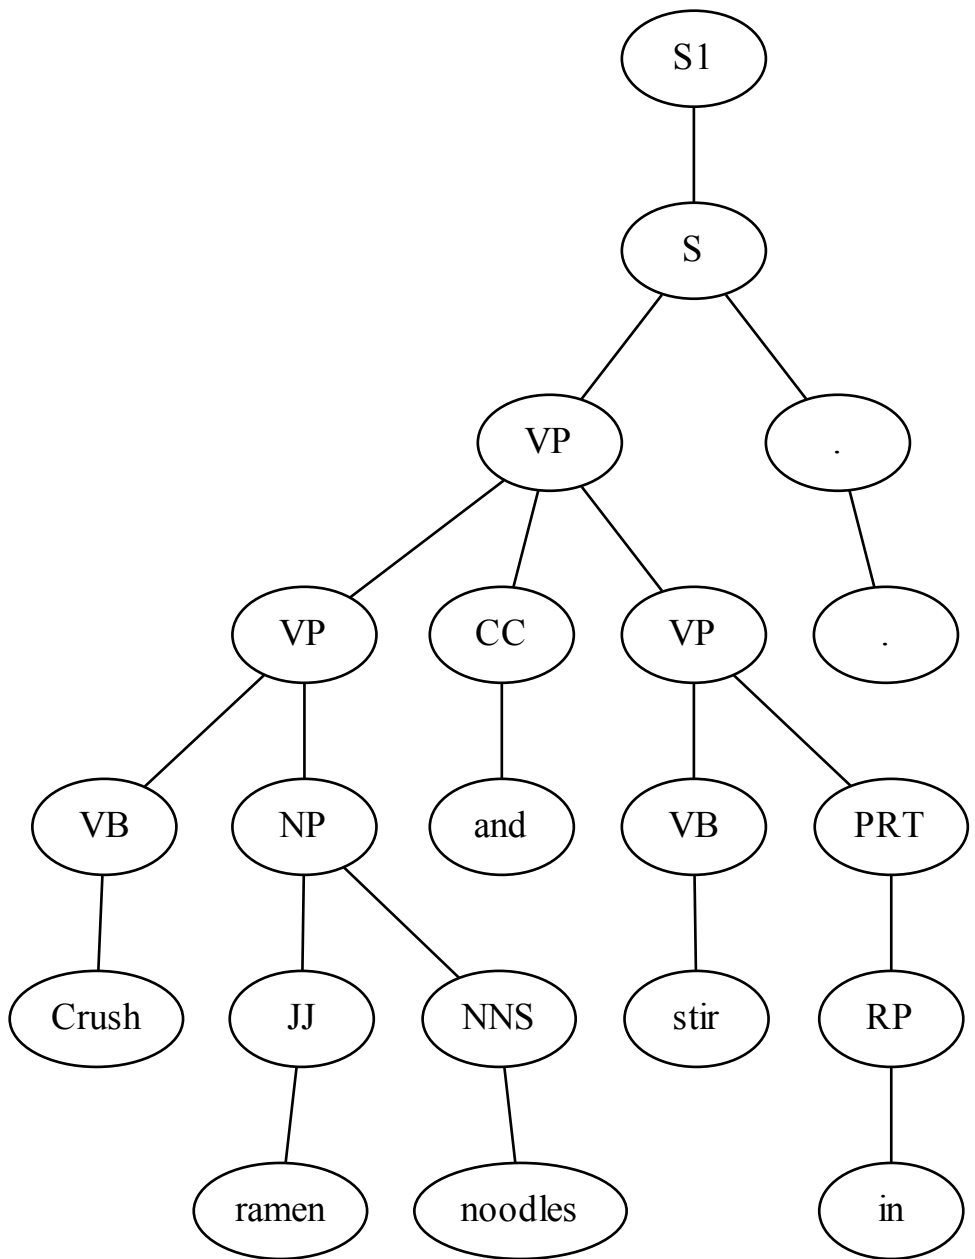 S1
S
VP .
VP CC VP .
VB NP and VB PRT
Crush JJ NNS stir RP
ramen noodles in